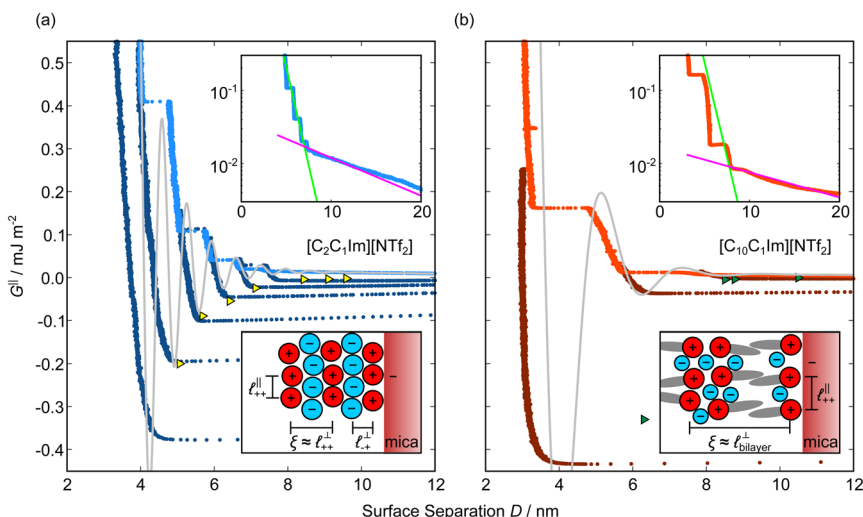 (a)
(b)
G|| / mJ m-2
0.5
0.4
0.3
0.2
0.1
0.0
-0.1
-0.2
-0.3
-0.4
2
4
6
8
10
12
10-1
10-2
0
10
20
[C2C1Im][NTf2]
ℓ||++
ξ ≈ ℓ⊥++
ℓ⊥-+
+
-
mica
2
4
6
8
10
12
10-1
10-2
0
10
20
[C10C1Im][NTf2]
ℓ||++
ξ ≈ ℓ⊥bilayer
+
-
mica
Surface Separation D / nm